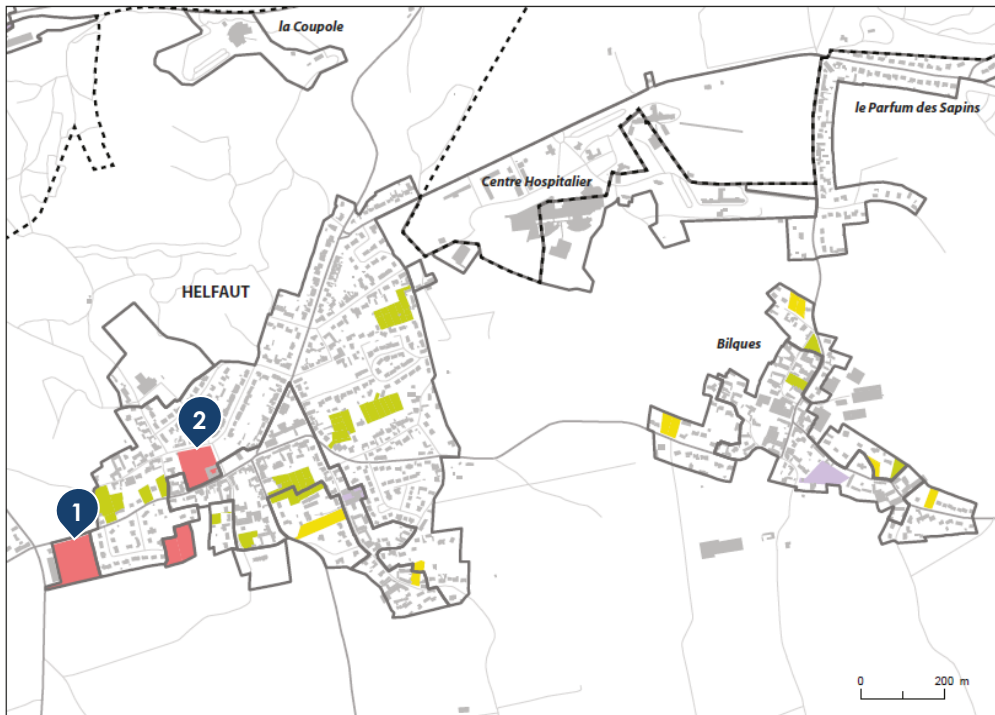 la Coupole
le Parfum des Sapins
Centre Hospitalier
HELFAUT
Bilques
2
1
0 200 m